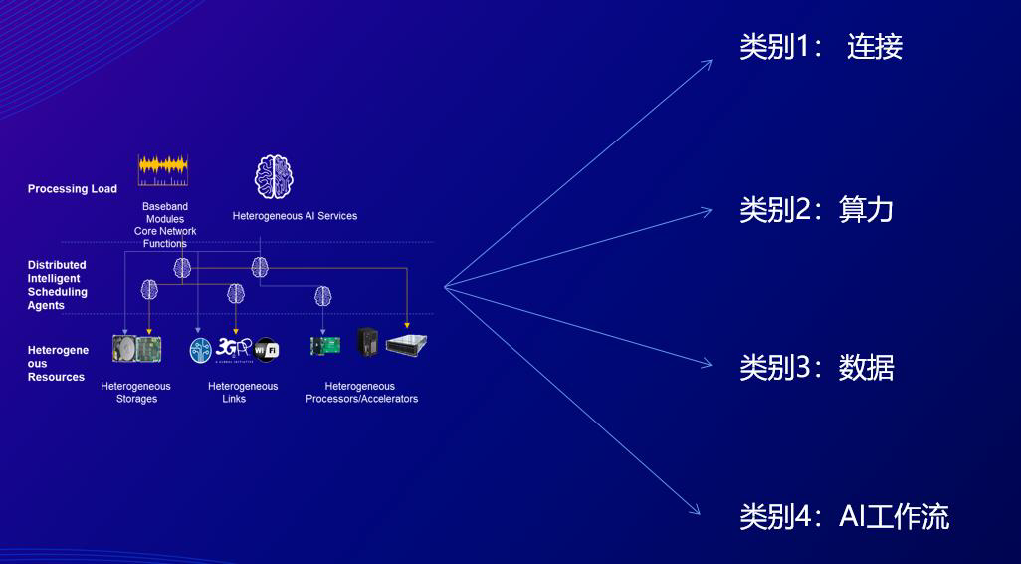 Processing Load
Baseband
Modules
Core Network
Functions
Heterogeneous AI Services
Distributed
Intelligent
Scheduling
Agents
Heterogene
ous
Resources
3GPP
A GLOBAL INITIATIVE
Wi Fi
Heterogeneous
Storages
Heterogeneous
Links
Heterogeneous
Processors/Accelerators
类别1： 连接
类别2：算力
类别3：数据
类别4：AI工作流